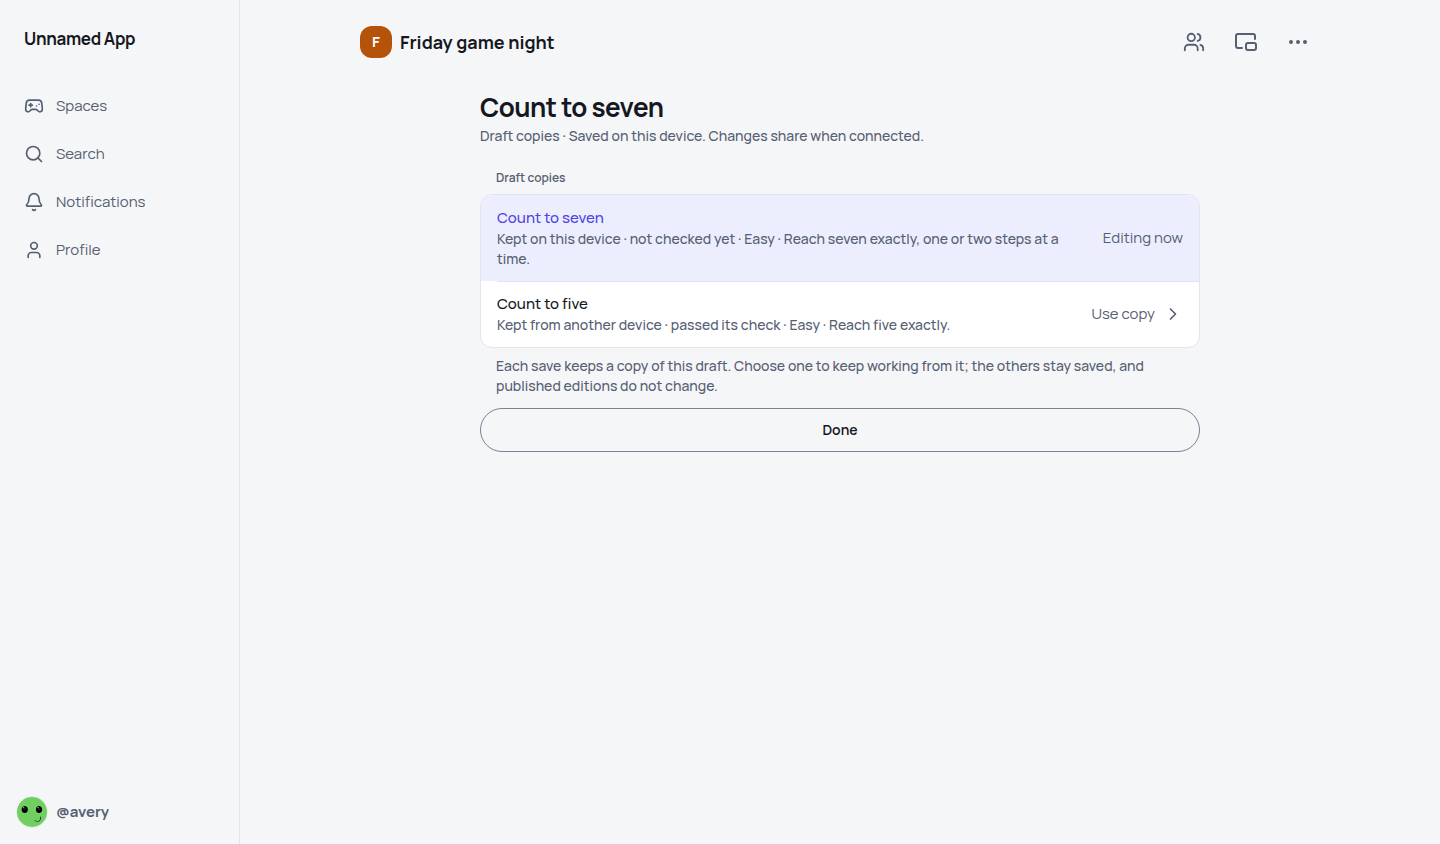 Unnamed App
Spaces
Search
Notifications
Profile
@avery
F
Friday game night
Count to seven
Draft copies · Saved on this device. Changes share when connected.
Draft copies
Count to seven
Kept on this device · not checked yet · Easy · Reach seven exactly, one or two steps at a
time.
Editing now
Count to five
Kept from another device · passed its check · Easy · Reach five exactly.
Use copy
Each save keeps a copy of this draft. Choose one to keep working from it; the others stay saved, and
published editions do not change.
Done